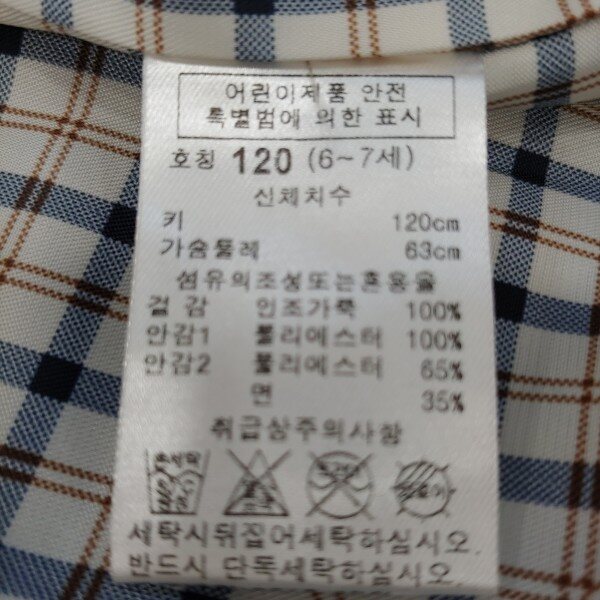 어린이제품 안전
특별법에 의한 표시
호칭 120 (6~7세)
신체치수
키 120cm
가슴둘레 63cm
섬유의조성또는혼용율
겉 감 인조가죽 100%
안감1 폴리에스터 100%
안감2 폴리에스터 65%
면 35%
취급상주의사항
세탁시뒤집어세탁하십시오.
반드시 단독세탁하십시오.